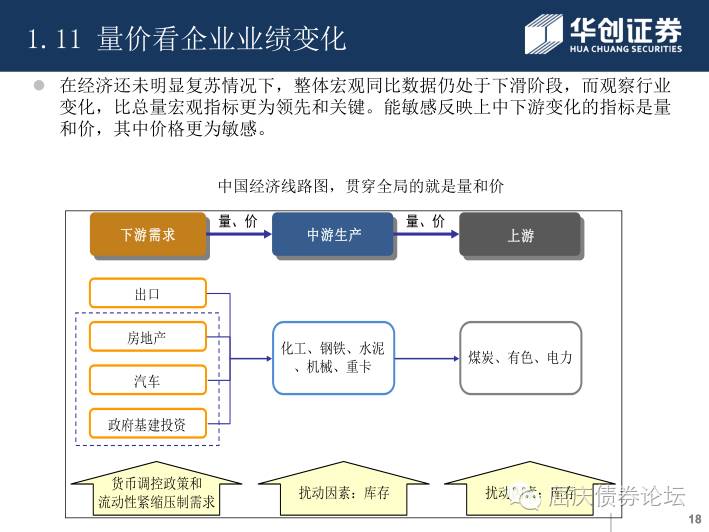 1.11 量价看企业业绩变化
华创证券
HUA CHUANG SECURITIES
在经济还未明显复苏情况下，整体宏观同比数据仍处于下滑阶段，而观察行业
变化，比总量宏观指标更为领先和关键。能敏感反映上中下游变化的指标是量
和价，其中价格更为敏感。
中国经济线路图，贯穿全局的就是量和价
下游需求
量、价
中游生产
量、价
上游
出口
房地产
汽车
政府基建投资
化工、钢铁、水泥
、机械、重卡
煤炭、有色、电力
货币调控政策和
流动性紧缩压制需求
扰动因素：库存
扰动因素：库存
屈庆债券论坛
18